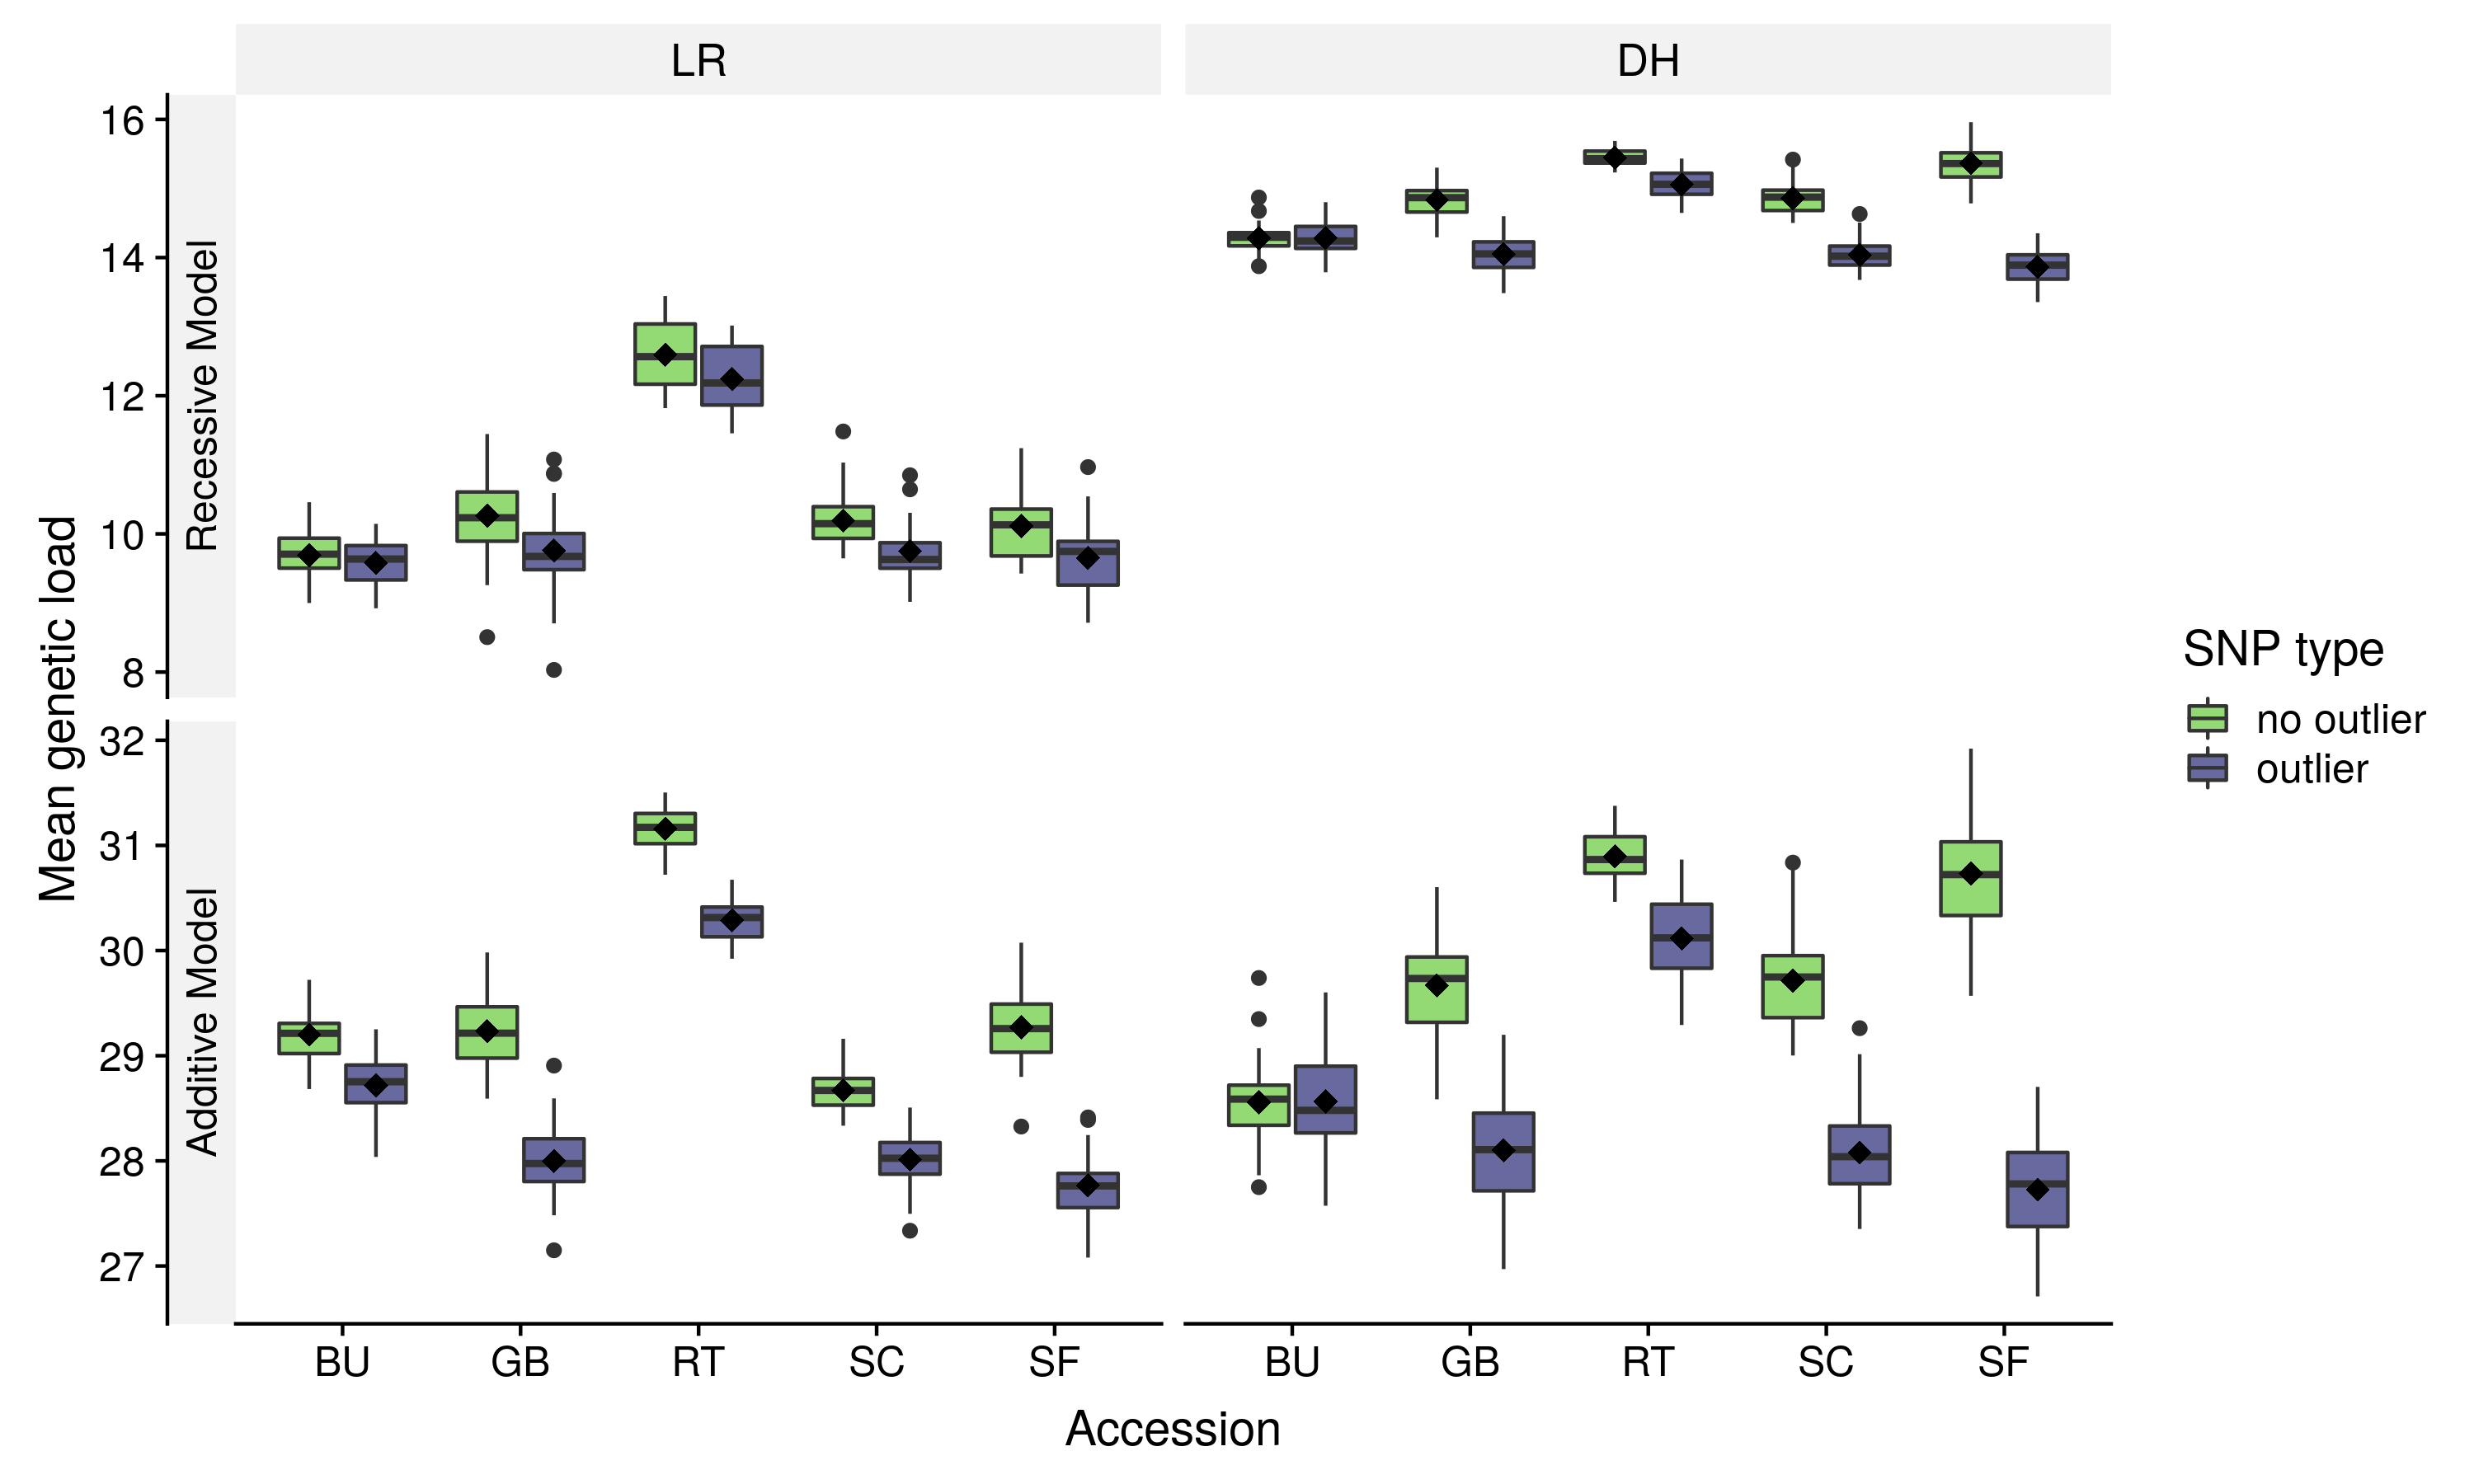 LR
DH
Mean genetic load
Recessive Model
16
14
12
10
8
Additive Model
32
31
30
29
28
27
BU GB RT SC SF
BU GB RT SC SF
Accession
SNP type
no outlier
outlier